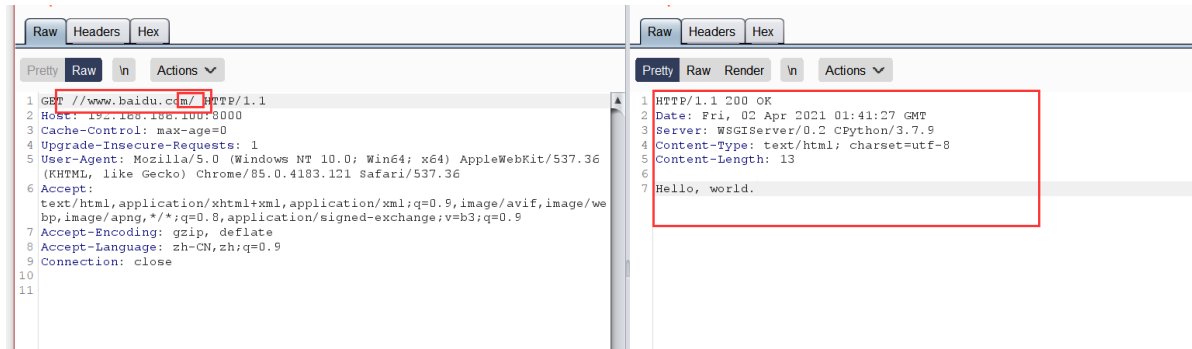 Raw Headers Hex
Pretty Raw \n Actions
1 GET //www.baidu.com/ HTTP/1.1
2 Host: 192.168.186.100:8000
3 Cache-Control: max-age=0
4 Upgrade-Insecure-Requests: 1
5 User-Agent: Mozilla/5.0 (Windows NT 10.0; Win64; x64) AppleWebKit/537.36
(KHTML, like Gecko) Chrome/85.0.4183.121 Safari/537.36
6 Accept:
text/html,application/xhtml+xml,application/xml;q=0.9,image/avif,image/we
bp,image/apng,*/*;q=0.8,application/signed-exchange;v=b3;q=0.9
7 Accept-Encoding: gzip, deflate
8 Accept-Language: zh-CN,zh;q=0.9
9 Connection: close
10
11
Raw Headers Hex
Pretty Raw Render \n Actions
1 HTTP/1.1 200 OK
2 Date: Fri, 02 Apr 2021 01:41:27 GMT
3 Server: WSGIServer/0.2 CPython/3.7.9
4 Content-Type: text/html; charset=utf-8
5 Content-Length: 13
6
7 Hello, world.